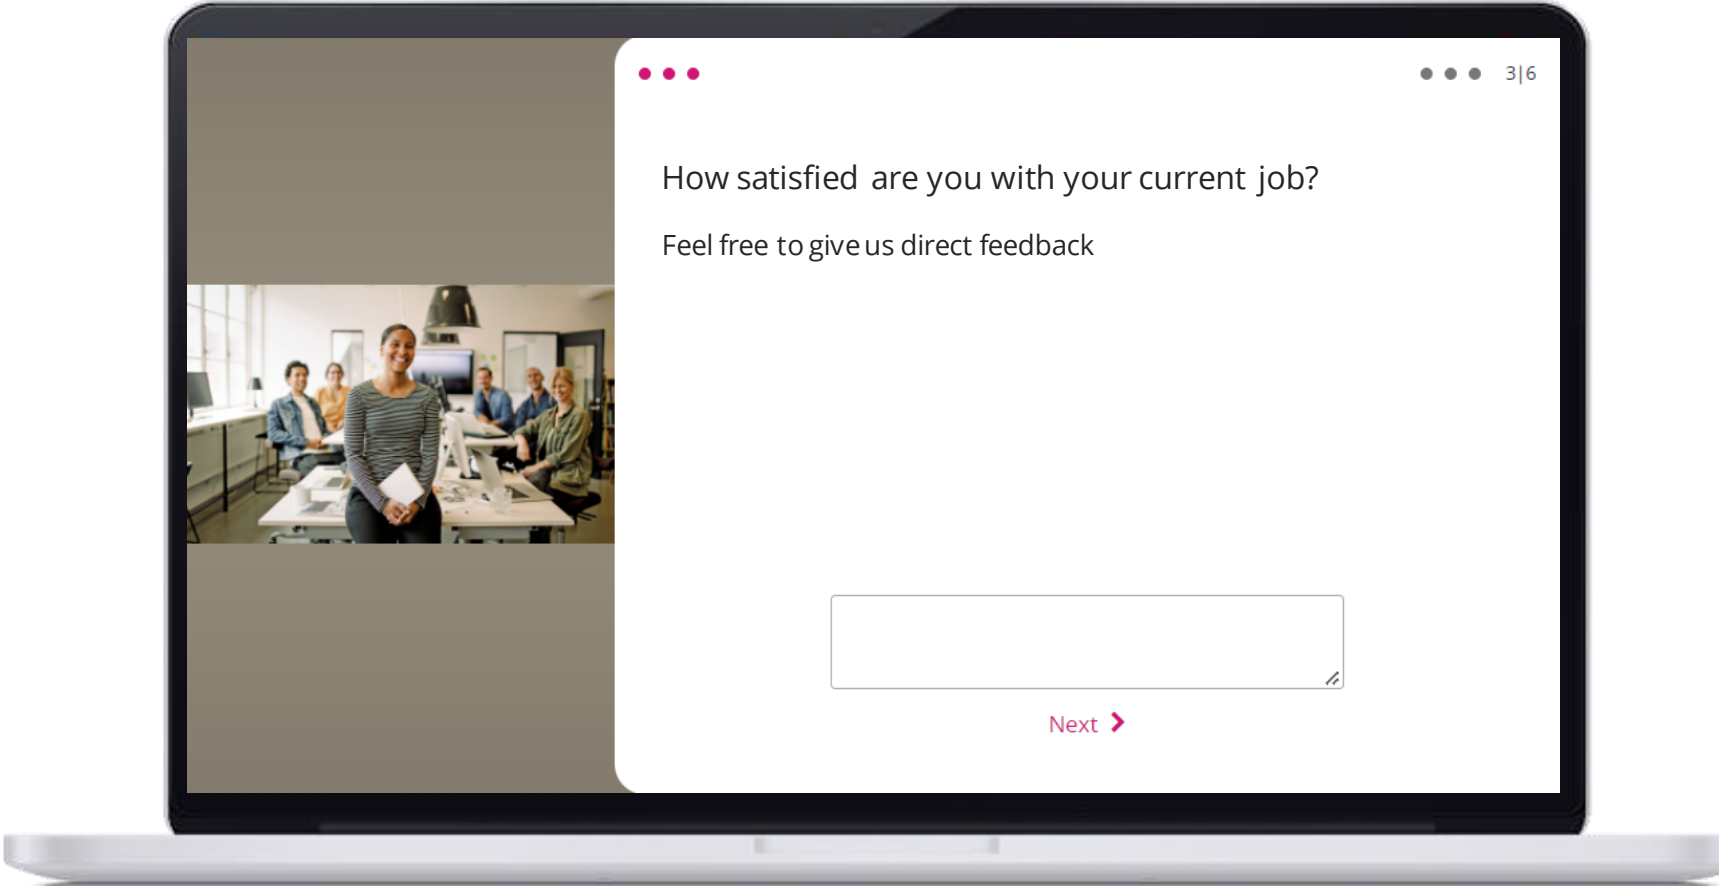 3|6
How satisfied are you with your current job?
Feel free to give us direct feedback
Next